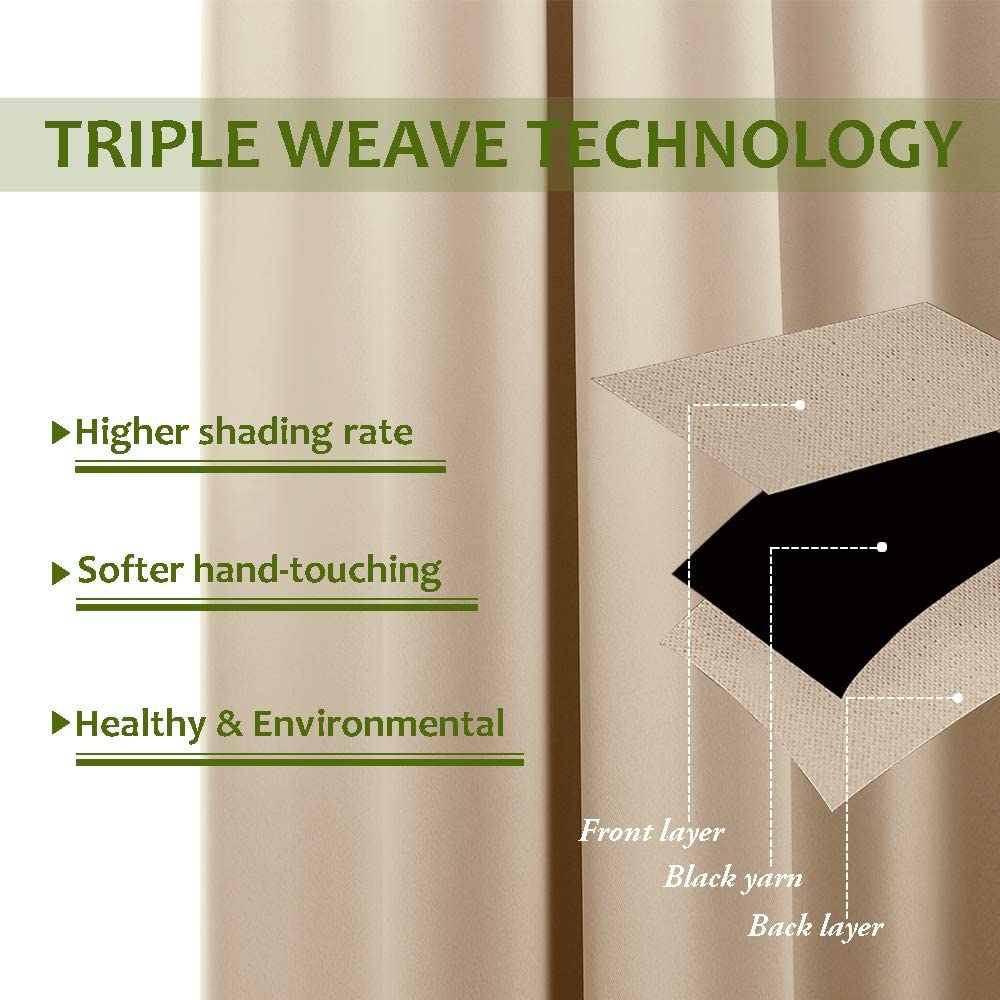 TRIPLE WEAVE TECHNOLOGY
Higher shading rate
Softer hand-touching
Healthy & Environmental
Front layer
Black yarn
Back layer